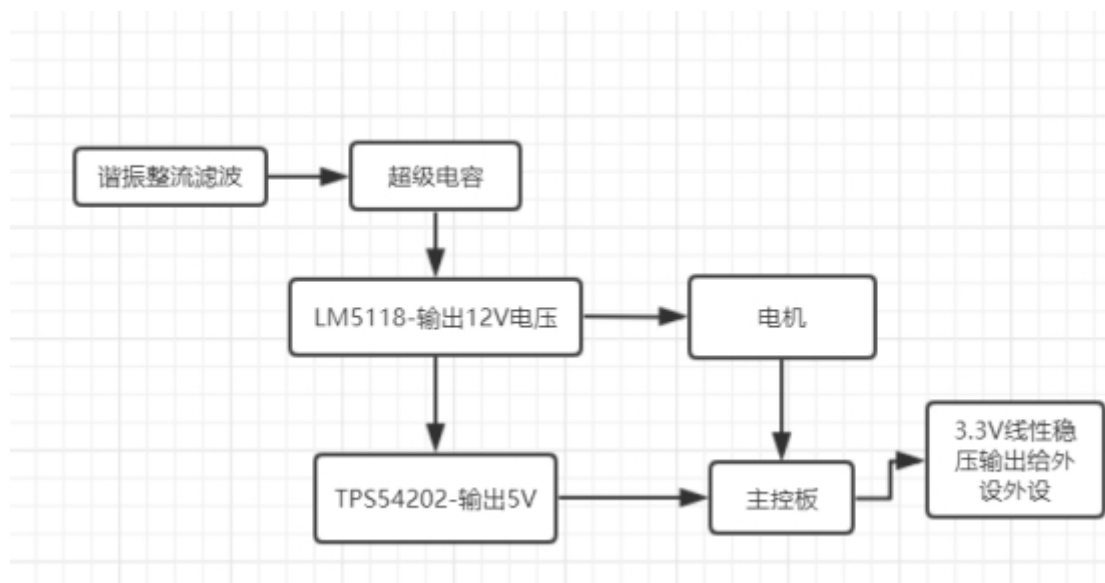 谐振整流滤波
超级电容
LM5118-输出12V电压
电机
3.3V线性稳
压输出给外
设外设
TPS54202-输出5V
主控板